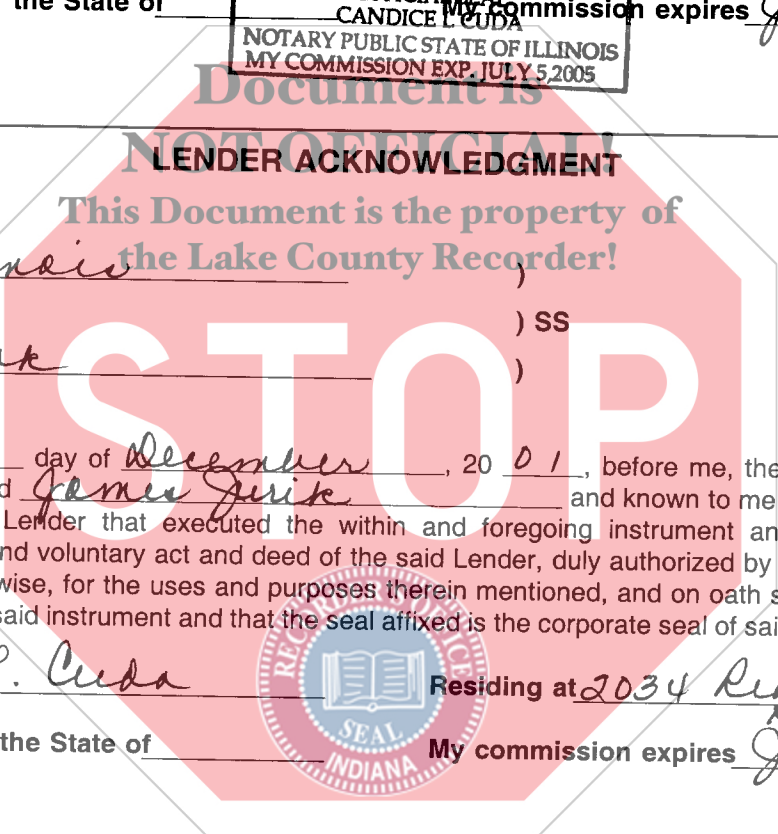 the State of
My commission expires
CANDICE L CUDA
NOTARY PUBLIC STATE OF ILLINOIS
MY COMMISSION EXP. JULY 5,2005
Document is
NOT OFFICIAL!
LENDER ACKNOWLEDGMENT
This Document is the property of
the Lake County Recorder!
nois )
) SS
k )
STOP
day of December, 20 01, before me, the
d James Jirik and known to me
Lender that executed the within and foregoing instrument an
nd voluntary act and deed of the said Lender, duly authorized by
wise, for the uses and purposes therein mentioned, and on oath s
said instrument and that the seal affixed is the corporate seal of sai
RECORDER'S OFFICE
SEAL
INDIANA
Cuda Residing at 2034
the State of My commission expires